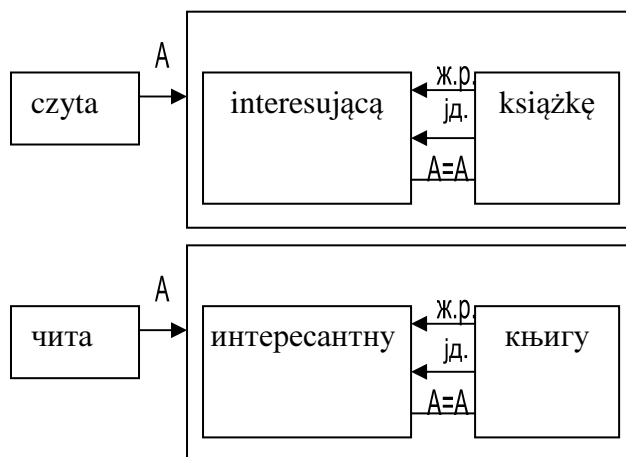 А
ж.р.
czyta interesującą książkę
јд.
А=А
А
ж.р.
чита интересантну књигу
јд.
А=А